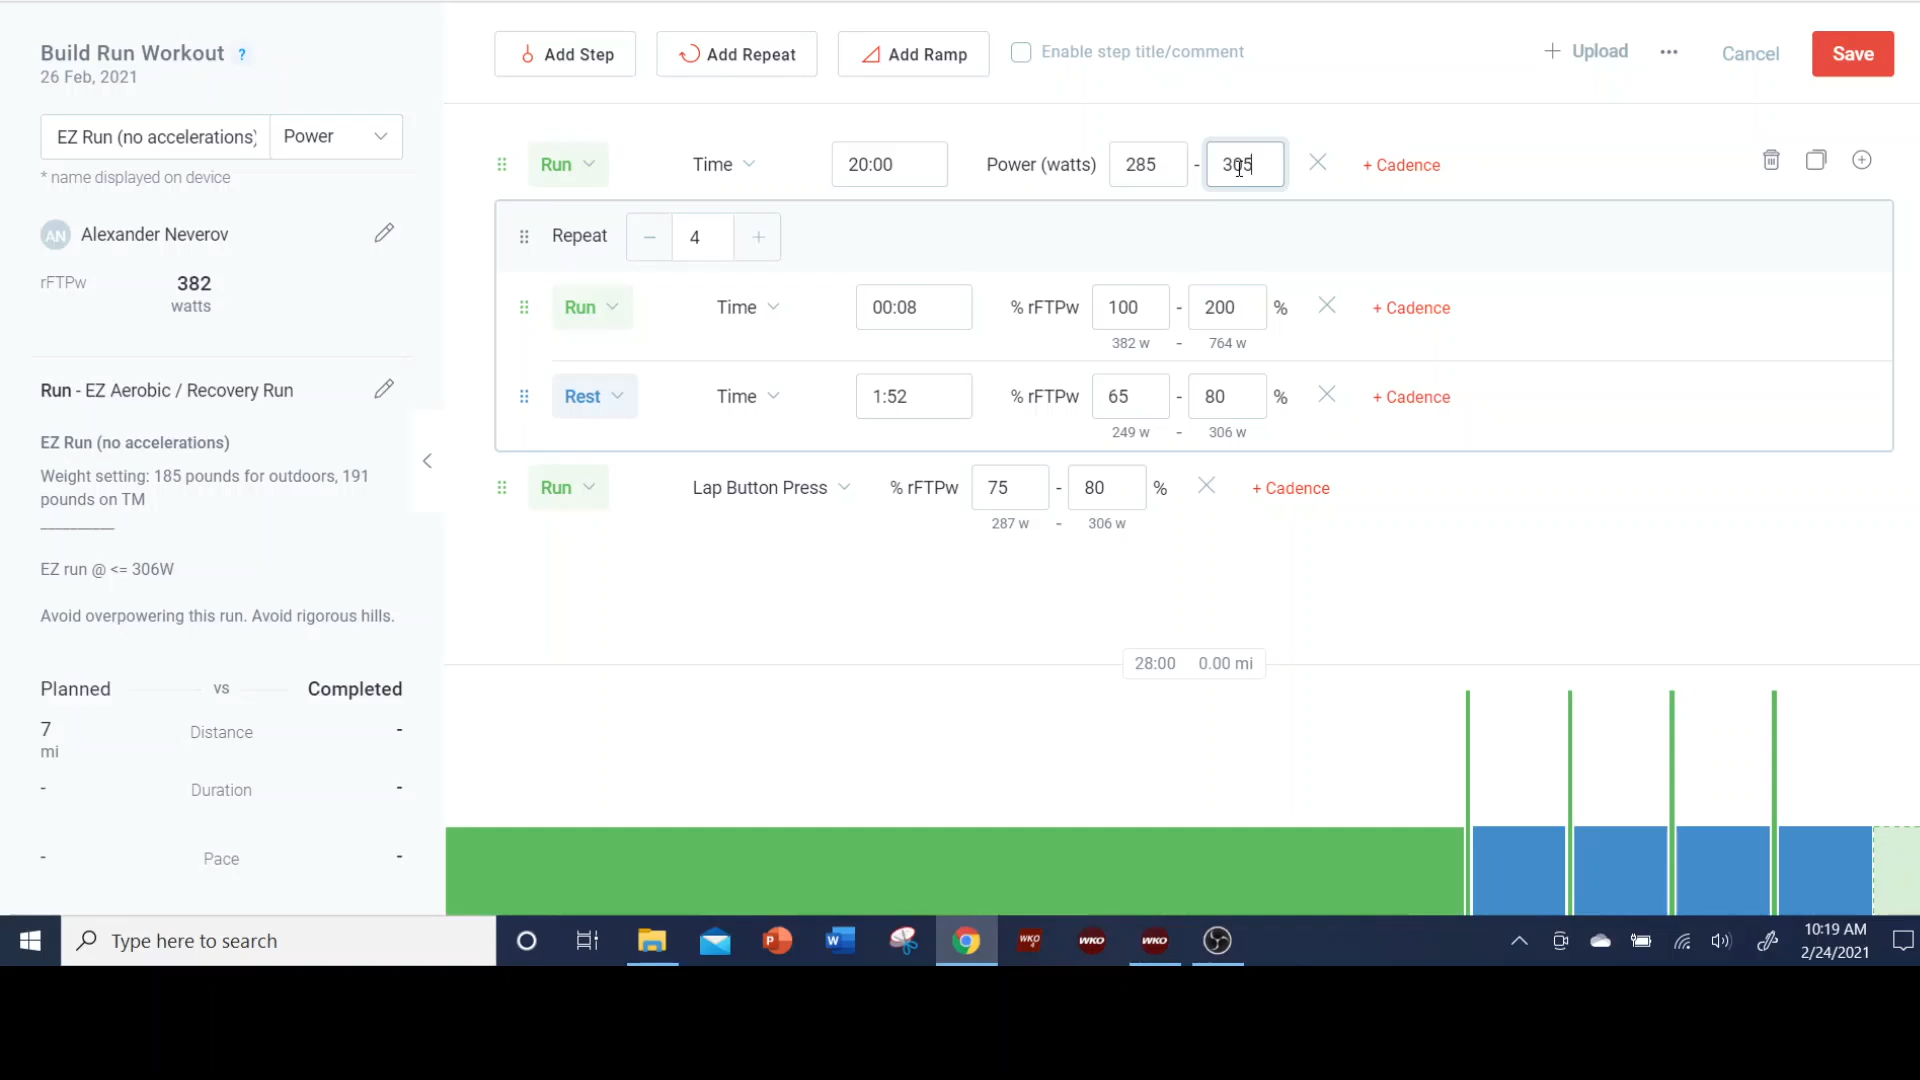 Build Run Workout ?
26 Feb, 2021
Add Step
Add Repeat
Add Ramp
Enable step title/comment
+ Upload
...
Cancel
Save
EZ Run (no accelerations)
Power
* name displayed on device
AN Alexander Neverov
rFTPw 382
watts
Run - EZ Aerobic / Recovery Run
EZ Run (no accelerations)
Weight setting: 185 pounds for outdoors, 191
pounds on TM
__________
EZ run @ <= 306W
Avoid overpowering this run. Avoid rigorous hills.
Planned vs Completed
7 Distance -
mi
- Duration -
- Pace -
Run Time 20:00 Power (watts) 285 - 305 + Cadence
Repeat - 4 +
Run Time 00:08 % rFTPw 100 - 200 % + Cadence
382 w - 764 w
Rest Time 1:52 % rFTPw 65 - 80 % + Cadence
249 w - 306 w
Run Lap Button Press % rFTPw 75 - 80 % + Cadence
287 w - 306 w
28:00 0.00 mi
Type here to search
WKO 4
WKO
WKO
10:19 AM
2/24/2021